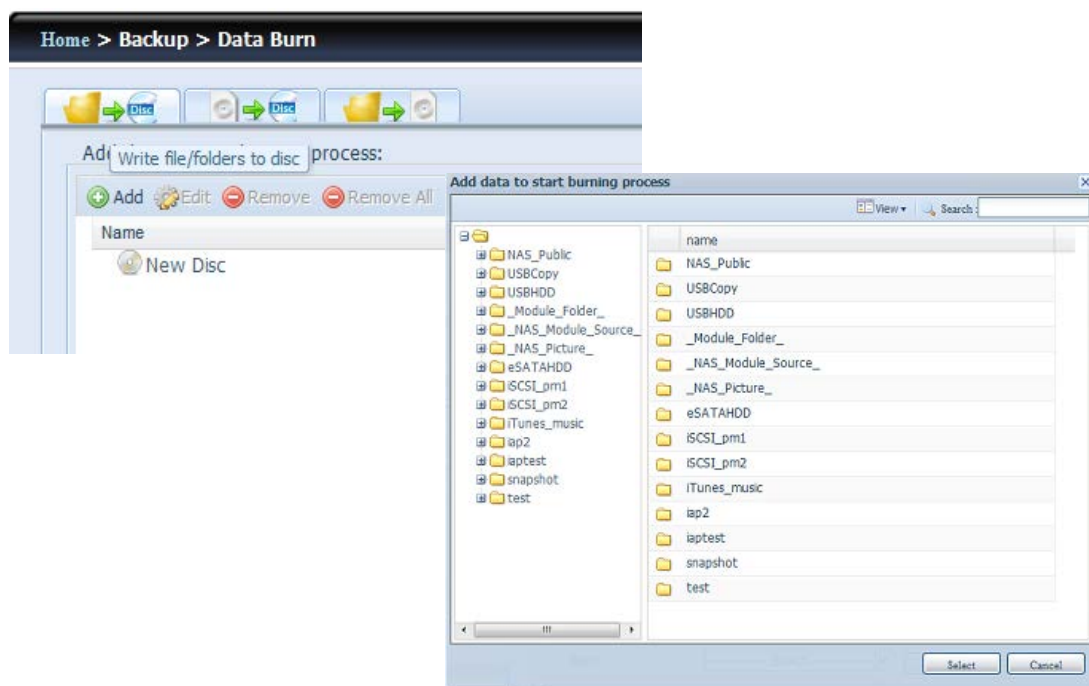 Home > Backup > Data Burn
Disc
Disc
Add
process:
Write file/folders to disc
Add Edit Remove Remove All
Name
New Disc
Add data to start burning process
View Search:
NAS_Public
USBCopy
USBHDD
_Module_Folder_
_NAS_Module_Source_
_NAS_Picture_
eSATAHDD
iSCSI_pm1
iSCSI_pm2
iTunes_music
iap2
iaptest
snapshot
test
name
NAS_Public
USBCopy
USBHDD
_Module_Folder_
_NAS_Module_Source_
_NAS_Picture_
eSATAHDD
iSCSI_pm1
iSCSI_pm2
iTunes_music
iap2
iaptest
snapshot
test
Select Cancel